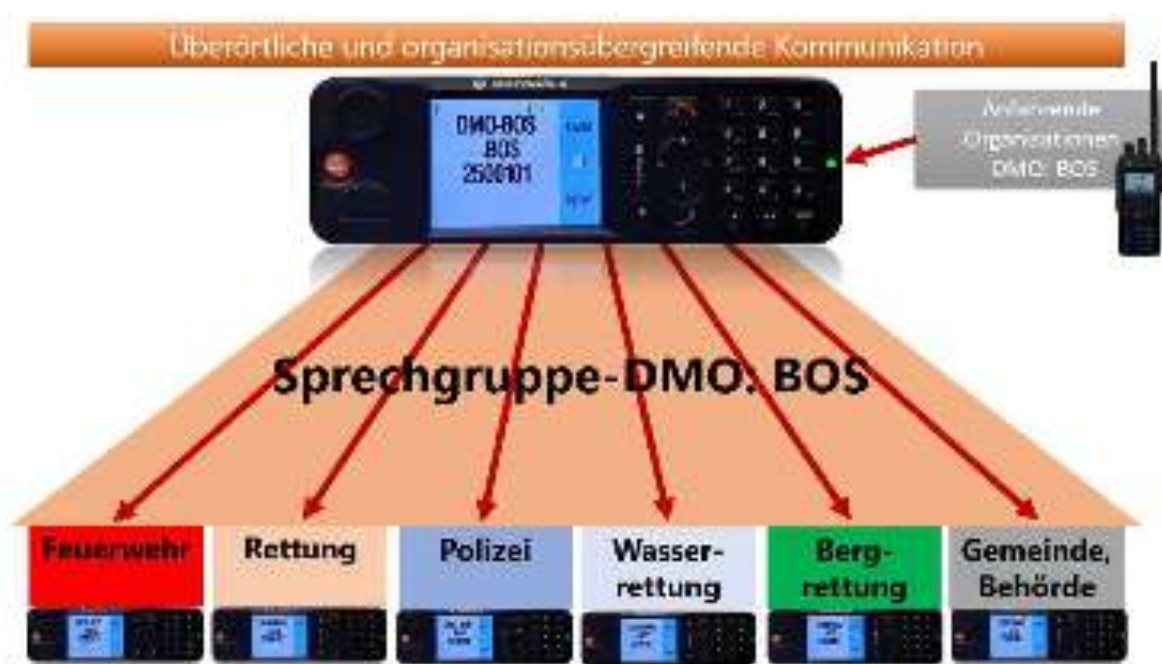 Überörtliche und organisationsübergreifende Kommunikation
DMO-BOS
BOS
2500101
Anfahrende
Organisationen
DMO: BOS
Sprechgruppe-DMO: BOS
Feuerwehr
Rettung
Polizei
Wasser-
rettung
Berg-
rettung
Gemeinde,
Behörde